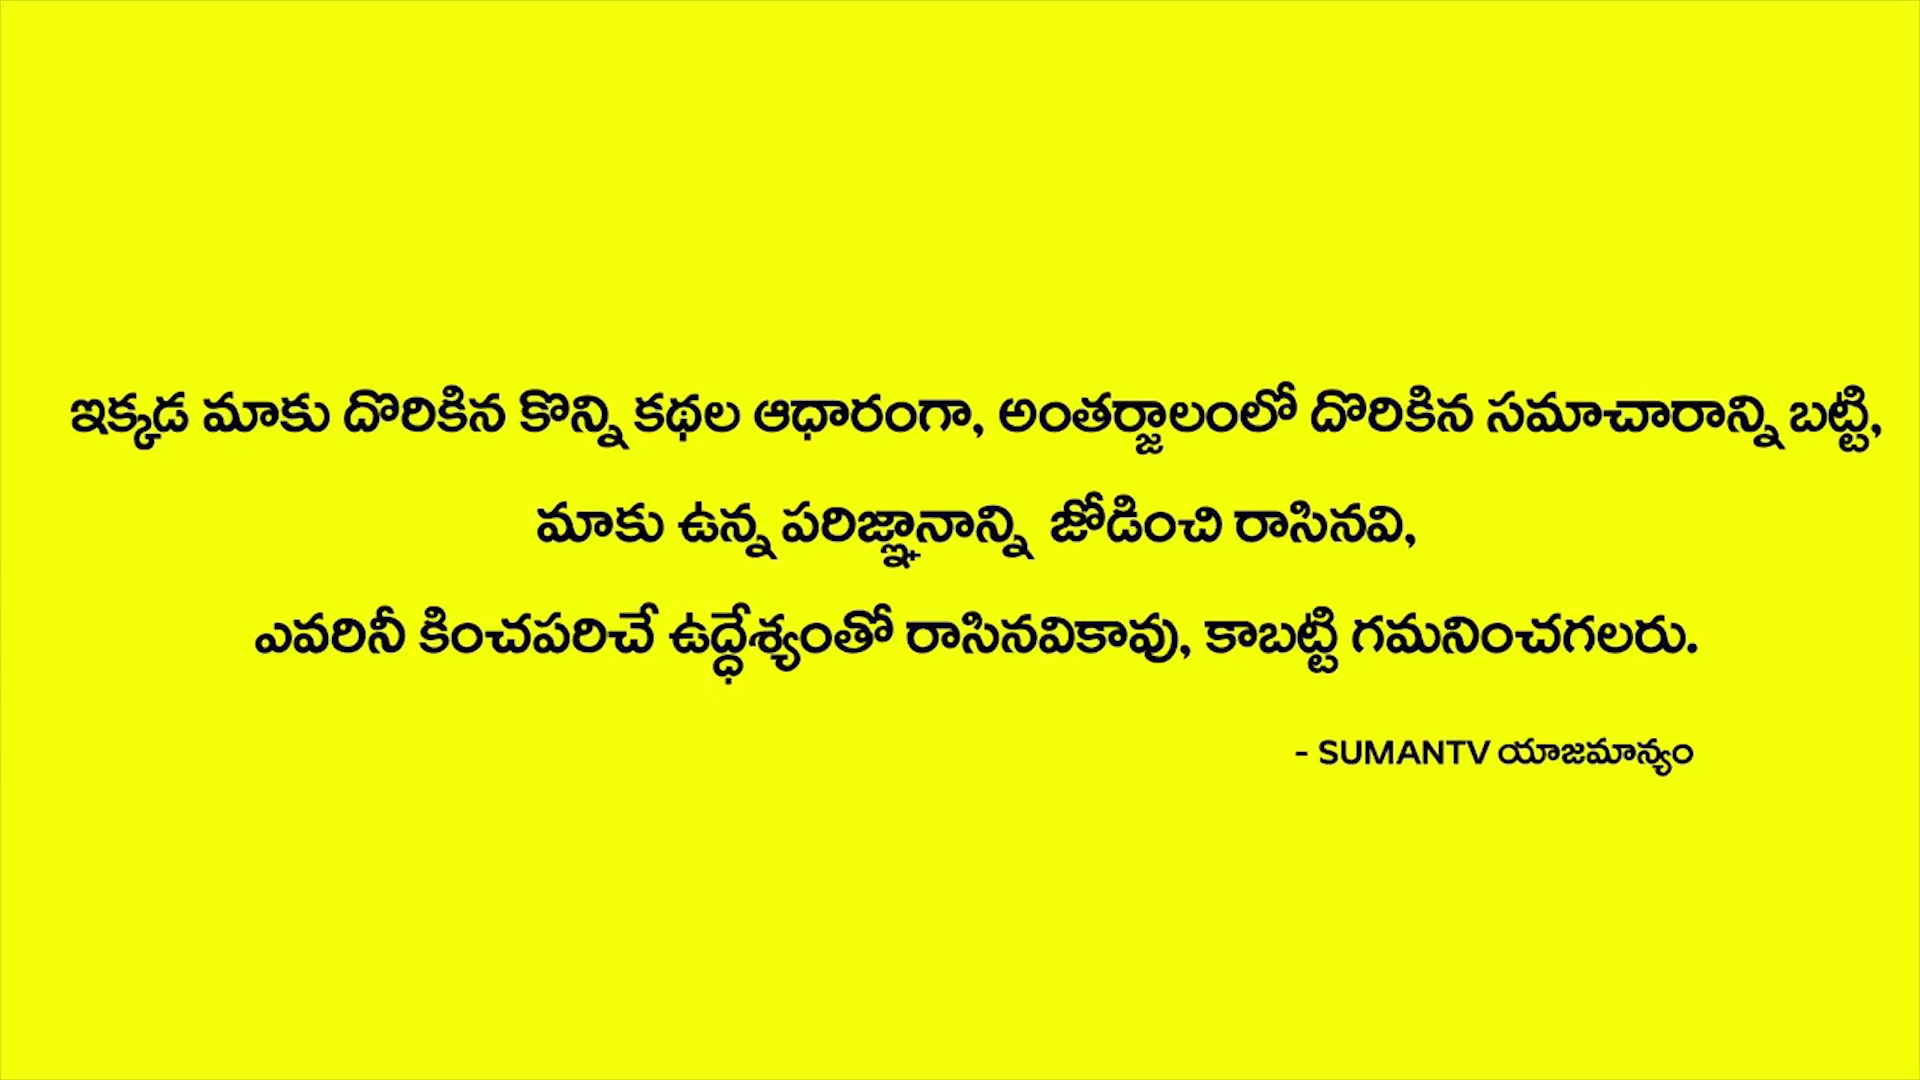 ఇక్కడ మాకు దొరికిన కొన్ని కథల ఆధారంగా, అంతర్జాలంలో దొరికిన సమాచారాన్ని బట్టి,
మాకు ఉన్న పరిజ్ఞానాన్ని జోడించి రాసినవి,
ఎవరినీ కించపరిచే ఉద్ధేశ్యంతో రాసినవికావు, కాబట్టి గమనించగలరు.
- SUMANTV యాజమాన్యం